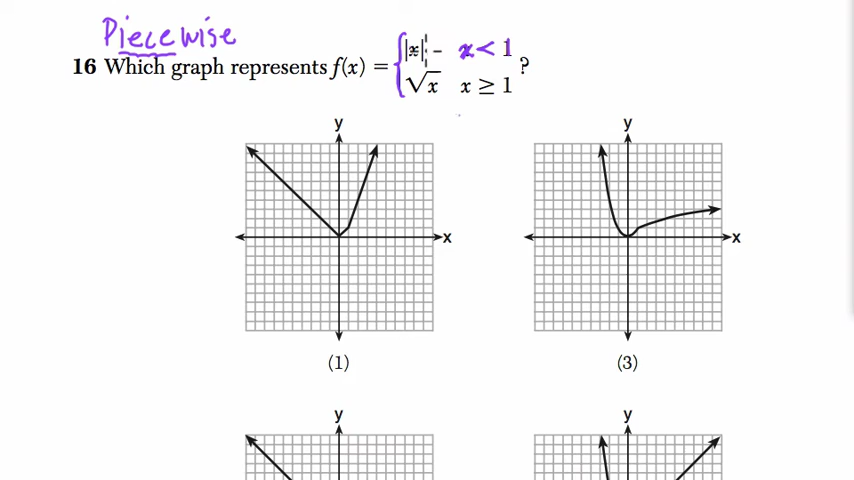 Piecewise
|x| - x < 1
16 Which graph represents f(x) = ?
√x x ≥ 1
y
y
x
x
(1)
(3)
y
y